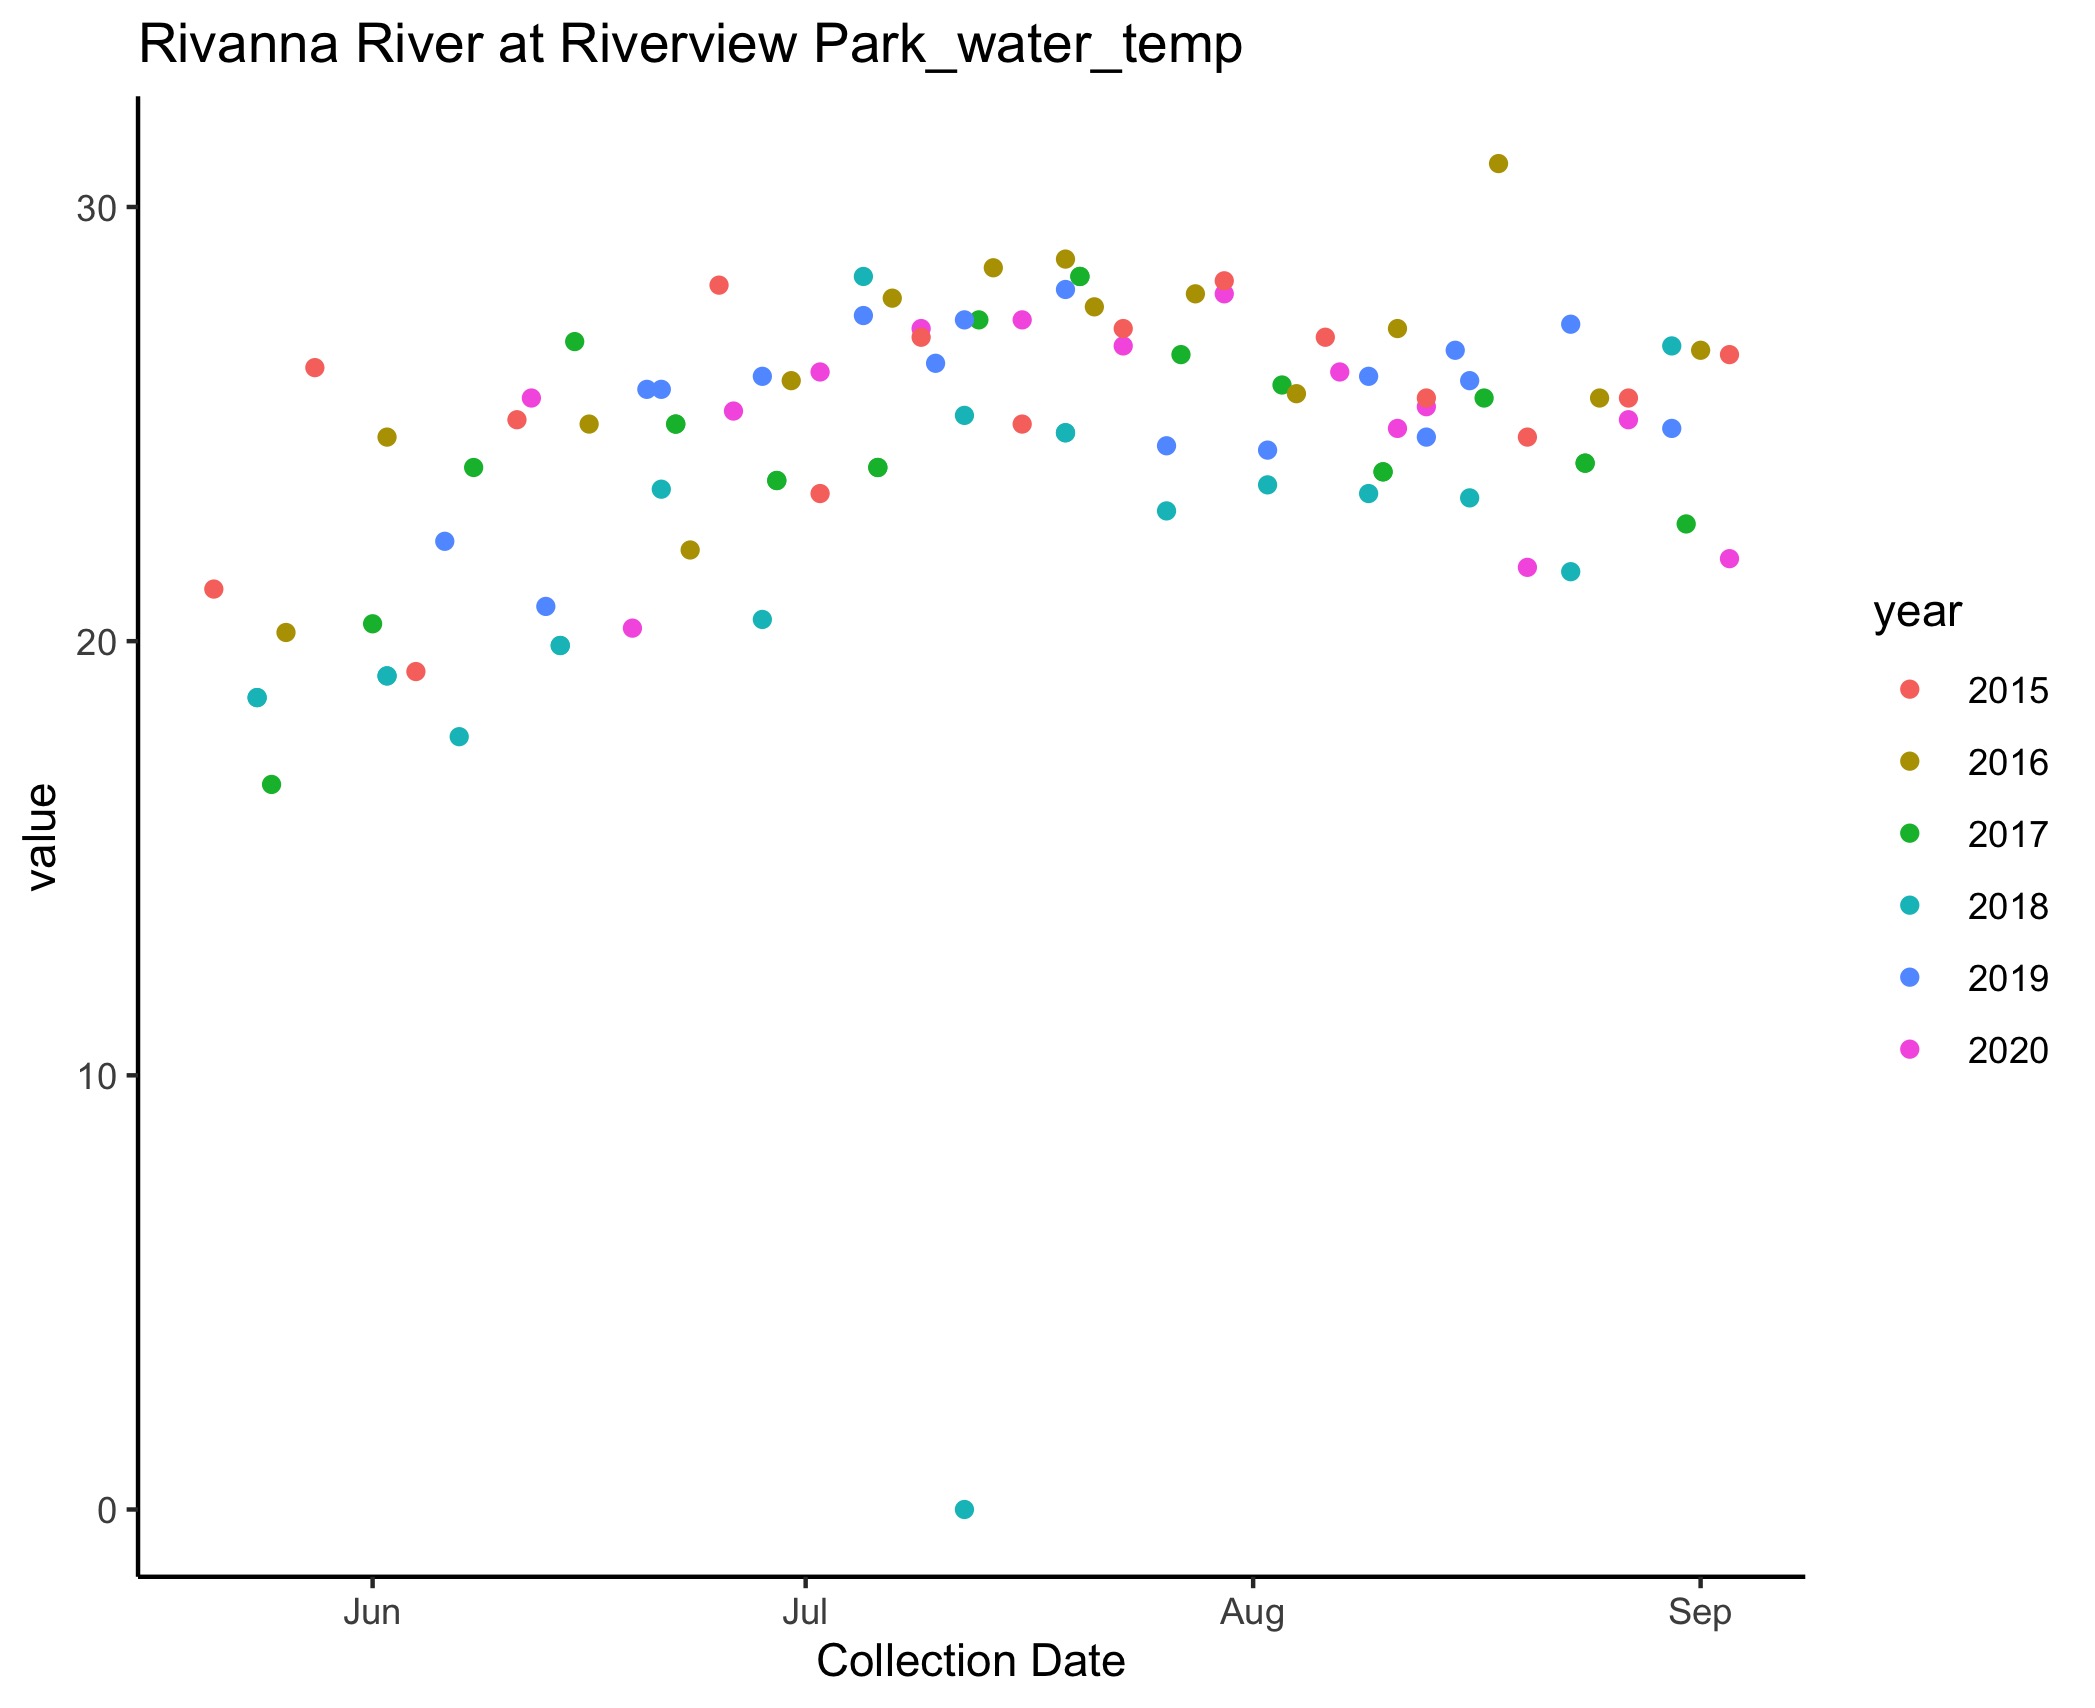 Rivanna River at Riverview Park_water_temp
30
20
10
0
value
Jun Jul Aug Sep
Collection Date
year
2015
2016
2017
2018
2019
2020